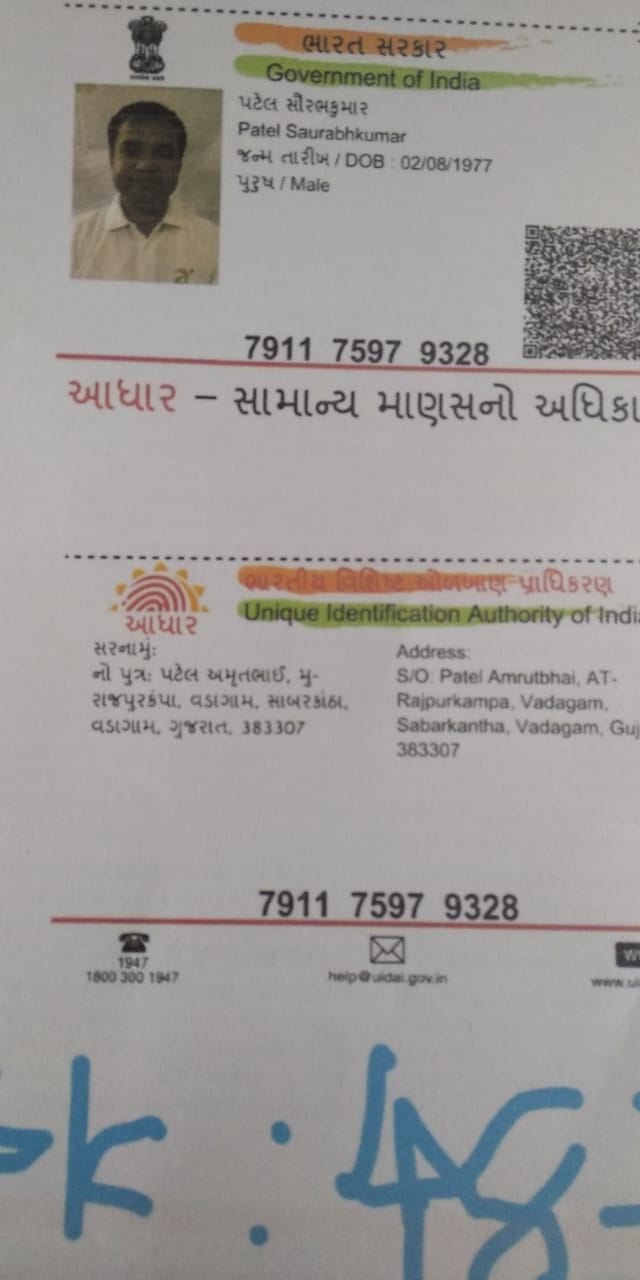 ભારત સરકાર
Government of India
પટેલ સૌરભકુમાર
Patel Saurabhkumar
જન્મ તારીખ / DOB : 02/08/1977
પુરુષ / Male
7911 7597 9328
આધાર – સામાન્ય માણસનો અધિકા
ભારતીય વિશિષ્ટ ઓળખાણ પ્રાધિકરણ
Unique Identification Authority of India
આધાર
સરનામું:
નો પુત્ર: પટેલ અમૃતભાઈ, મુ-
રાજપુરકંપા, વડાગામ, સાબરકાંઠા,
વડાગામ, ગુજરાત, 383307
Address:
S/O: Patel Amrutbhai, AT-
Rajpurkampa, Vadagam,
Sabarkantha, Vadagam, Guj
383307
7911 7597 9328
1947
1800 300 1947
help@uidai.gov.in
www.ui